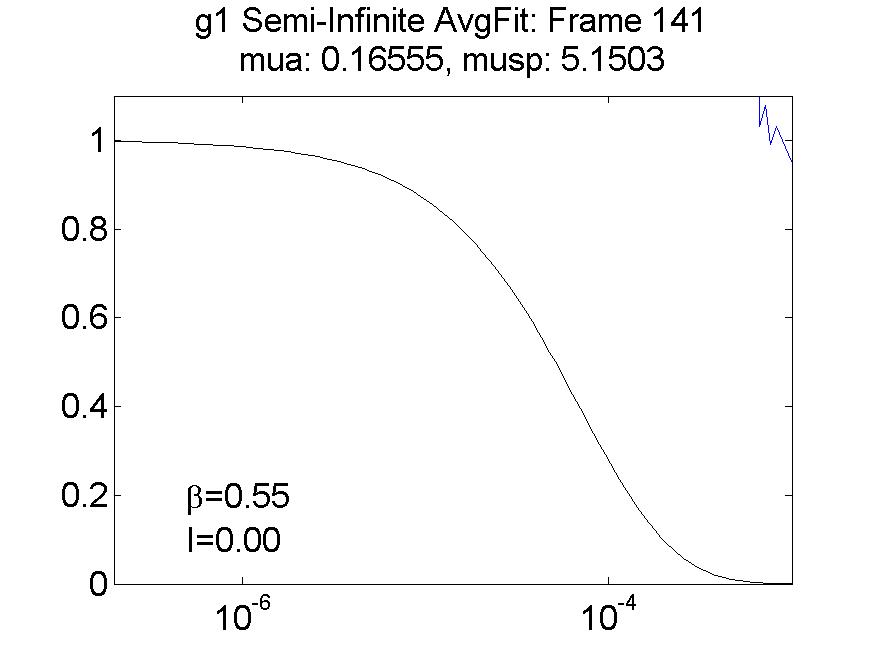 g1 Semi-Infinite AvgFit: Frame 141
mua: 0.16555, musp: 5.1503
1
0.8
0.6
0.4
0.2
0
β=0.55
I=0.00
10^-6
10^-4